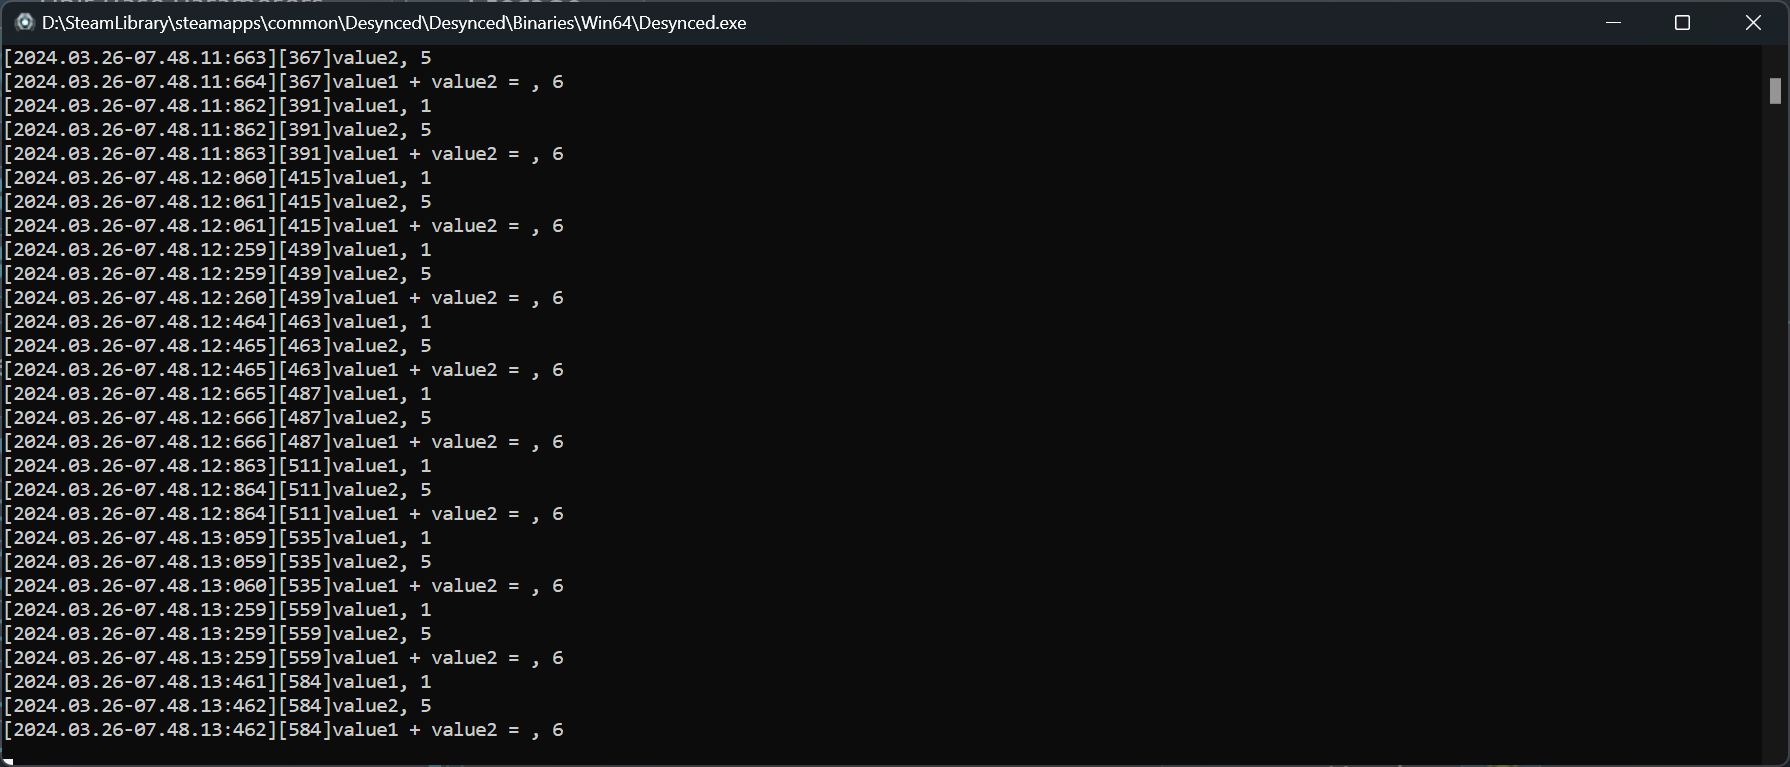 D:\SteamLibrary\steamapps\common\Desynced\Desynced\Binaries\Win64\Desynced.exe
[2024.03.26-07.48.11:663][367]value2, 5
[2024.03.26-07.48.11:664][367]value1 + value2 = , 6
[2024.03.26-07.48.11:862][391]value1, 1
[2024.03.26-07.48.11:862][391]value2, 5
[2024.03.26-07.48.11:863][391]value1 + value2 = , 6
[2024.03.26-07.48.12:060][415]value1, 1
[2024.03.26-07.48.12:061][415]value2, 5
[2024.03.26-07.48.12:061][415]value1 + value2 = , 6
[2024.03.26-07.48.12:259][439]value1, 1
[2024.03.26-07.48.12:259][439]value2, 5
[2024.03.26-07.48.12:260][439]value1 + value2 = , 6
[2024.03.26-07.48.12:464][463]value1, 1
[2024.03.26-07.48.12:465][463]value2, 5
[2024.03.26-07.48.12:465][463]value1 + value2 = , 6
[2024.03.26-07.48.12:665][487]value1, 1
[2024.03.26-07.48.12:666][487]value2, 5
[2024.03.26-07.48.12:666][487]value1 + value2 = , 6
[2024.03.26-07.48.12:863][511]value1, 1
[2024.03.26-07.48.12:864][511]value2, 5
[2024.03.26-07.48.12:864][511]value1 + value2 = , 6
[2024.03.26-07.48.13:059][535]value1, 1
[2024.03.26-07.48.13:059][535]value2, 5
[2024.03.26-07.48.13:060][535]value1 + value2 = , 6
[2024.03.26-07.48.13:259][559]value1, 1
[2024.03.26-07.48.13:259][559]value2, 5
[2024.03.26-07.48.13:259][559]value1 + value2 = , 6
[2024.03.26-07.48.13:461][584]value1, 1
[2024.03.26-07.48.13:462][584]value2, 5
[2024.03.26-07.48.13:462][584]value1 + value2 = , 6